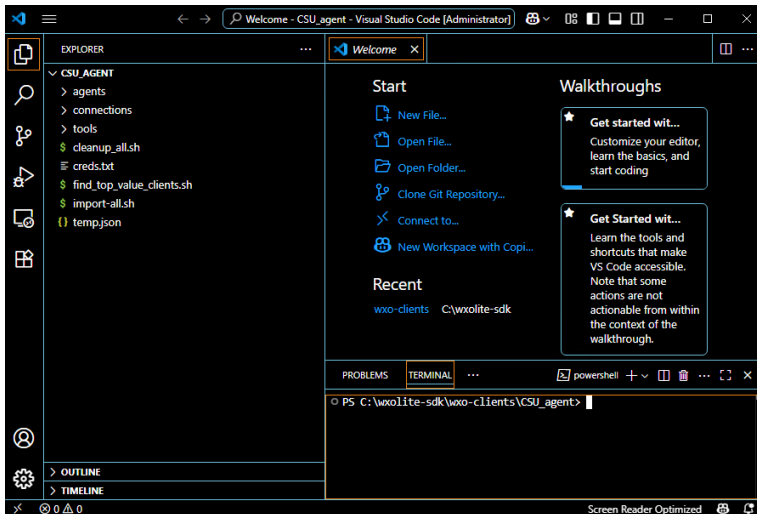 Welcome - CSU_agent - Visual Studio Code [Administrator]
EXPLORER
CSU_AGENT
agents
connections
tools
$ cleanup_all.sh
creds.txt
$ find_top_value_clients.sh
$ import-all.sh
{} temp.json
OUTLINE
TIMELINE
Welcome
Start
New File...
Open File...
Open Folder...
Clone Git Repository...
Connect to...
New Workspace with Copi...
Recent
wxo-clients C:\wxolite-sdk
Walkthroughs
Get started wit...
Customize your editor,
learn the basics, and
start coding
Get Started wit...
Learn the tools and
shortcuts that make
VS Code accessible.
Note that some
actions are not
actionable from within
the context of the
walkthrough.
PROBLEMS TERMINAL ...
powershell
PS C:\wxolite-sdk\wxo-clients\CSU_agent>
0 0
Screen Reader Optimized